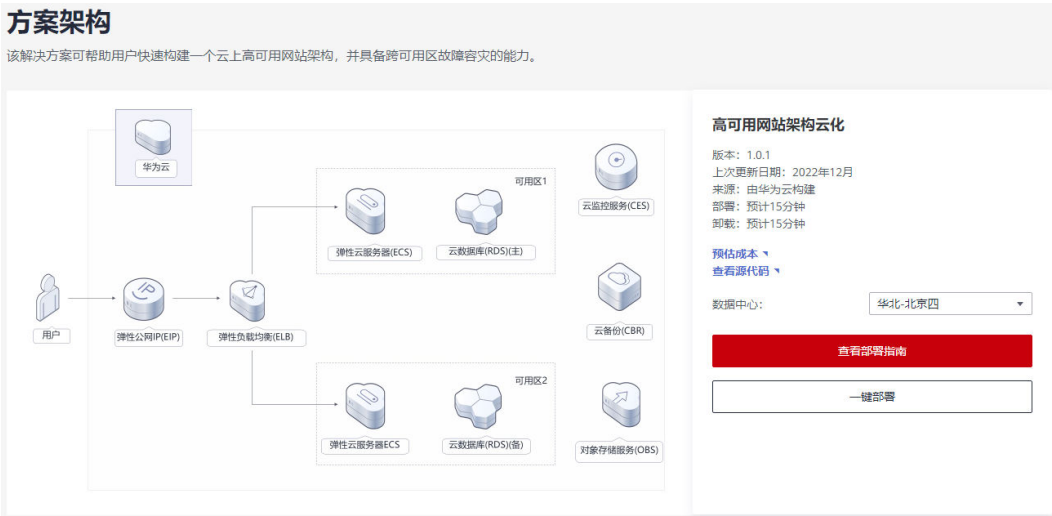 方案架构
该解决方案可帮助用户快速构建一个云上高可用网站架构，并具备跨可用区故障容灾的能力。
华为云
可用区1
弹性云服务器(ECS)
云数据库(RDS)(主)
云监控服务(CES)
用户
弹性公网IP(EIP)
弹性负载均衡(ELB)
云备份(CBR)
可用区2
弹性云服务器ECS
云数据库(RDS)(备)
对象存储服务(OBS)
高可用网站架构云化
版本：1.0.1
上次更新日期：2022年12月
来源：由华为云构建
部署：预计15分钟
卸载：预计15分钟
预估成本
查看源代码
数据中心： 华北-北京四
查看部署指南
一键部署